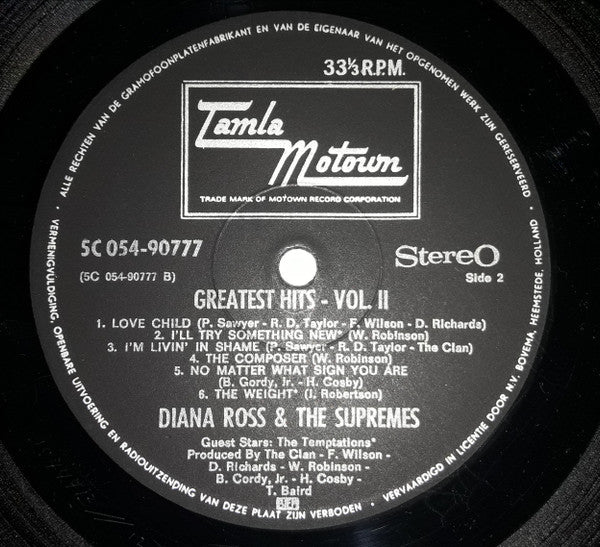 ALLE RECHTEN VAN DE GRAMOFOONPLATENFABRIKANT EN VAN DE EIGENAAR VAN HET OPGENOMEN WERK ZIJN GERESERVEERD
33⅓ R.P.M.
Tamla
Motown
TRADE MARK OF MOTOWN RECORD CORPORATION
5C 054-90777
(5C 054-90777 B)
Stereo
Side 2
GREATEST HITS - VOL. II
1. LOVE CHILD (P. Sawyer - R. D. Taylor - F. Wilson - D. Richards)
2. I'LL TRY SOMETHING NEW* (W. Robinson)
3. I'M LIVIN' IN SHAME (P. Sawyer - R. D. Taylor - The Clan)
4. THE COMPOSER (W. Robinson)
5. NO MATTER WHAT SIGN YOU ARE
(B. Gordy, Jr. - H. Cosby)
6. THE WEIGHT* (I. Robertson)
DIANA ROSS & THE SUPREMES
Guest Stars: The Temptations*
Produced By The Clan - F. Wilson -
D. Richards - W. Robinson -
B. Gordy, Jr. - H. Cosby -
T. Baird
BIEM
VERMENIGVULDIGING, OPENBARE UITVOERING EN RADIOUITZENDING VAN DEZE PLAAT ZIJN VERBODEN
VERVAARDIGD IN LICENTIE DOOR N.V. BOVEMA, HEEMSTEDE, HOLLAND